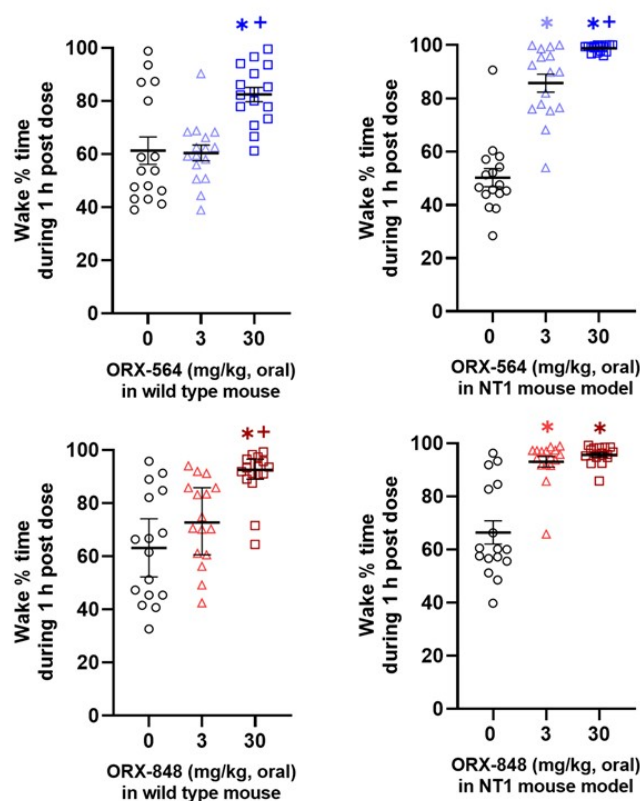 * +
100
80
60
40
20
0
Wake % time
during 1 h post dose
0 3 30
ORX-564 (mg/kg, oral)
in wild type mouse
* * +
100
80
60
40
20
0
Wake % time
during 1 h post dose
0 3 30
ORX-564 (mg/kg, oral)
in NT1 mouse model
* +
100
80
60
40
20
0
Wake % time
during 1 h post dose
0 3 30
ORX-848 (mg/kg, oral)
in wild type mouse
* *
100
80
60
40
20
0
Wake % time
during 1 h post dose
0 3 30
ORX-848 (mg/kg, oral)
in NT1 mouse model